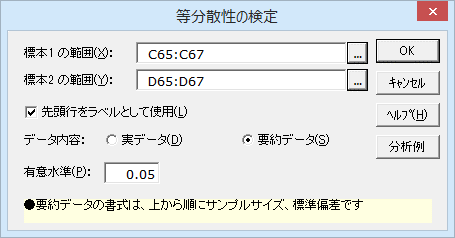 等分散性の検定
標本1 の範囲(X): C65:C67 ... OK
標本2 の範囲(Y): D65:D67 ... キャンセル
先頭行をラベルとして使用(L) ヘルプ(H)
データ内容: 実データ(D) 要約データ(S) 分析例
有意水準(P): 0.05
●要約データの書式は、上から順にサンプルサイズ、標準偏差です